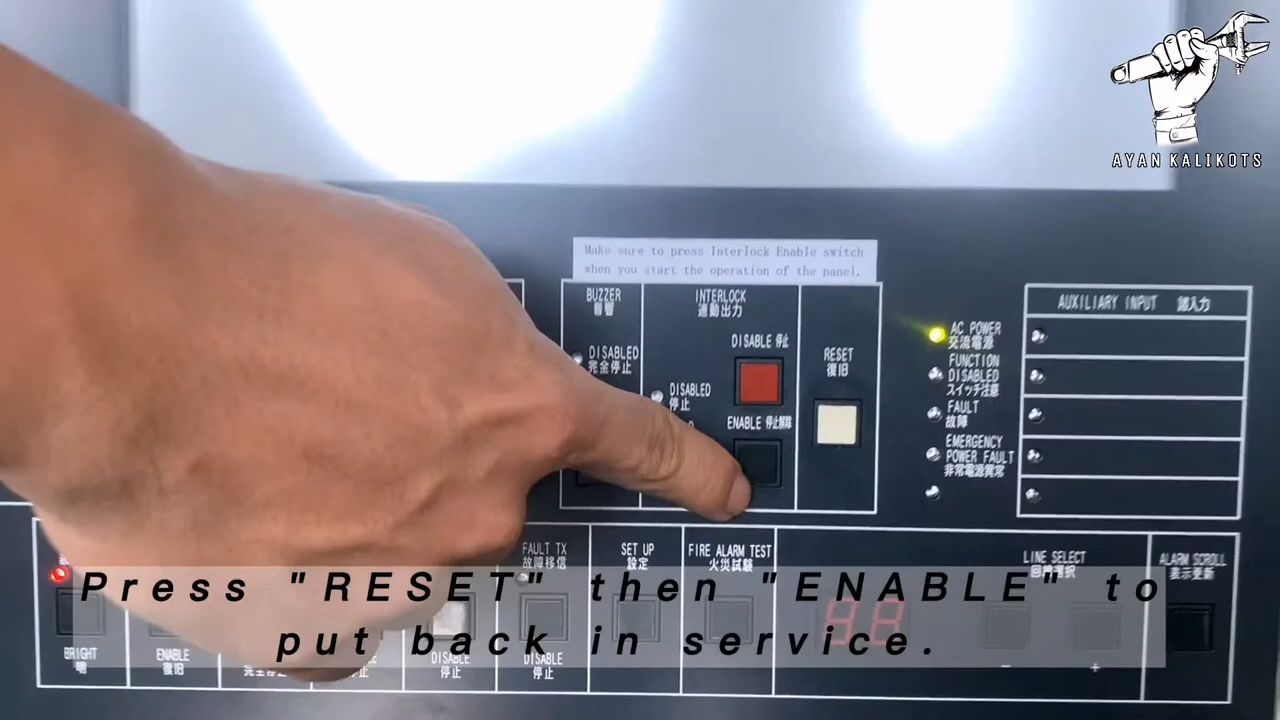 AYAN KALIKOTS
Make sure to press Interlock Enable switch
when you start the operation of the panel.
BUZZER
音響
DISABLED
完全停止
INTERLOCK
連動出力
DISABLE 停止
DISABLED
停止
ENABLE 停止解除
RESET
復旧
AC POWER
交流電源
FUNCTION
DISABLED
スイッチ注意
FAULT
故障
EMERGENCY
POWER FAULT
非常電源異常
AUXILIARY INPUT 諸入力
FAULT TX
故障移信
SET UP
設定
FIRE ALARM TEST
火災試験
LINE SELECT
回線選択
ALARM SCROLL
表示更新
Press "RESET" then "ENABLE" to
put back in service.
BRIGHT
明
ENABLE
復旧
DISABLE
停止
DISABLE
停止
-
+